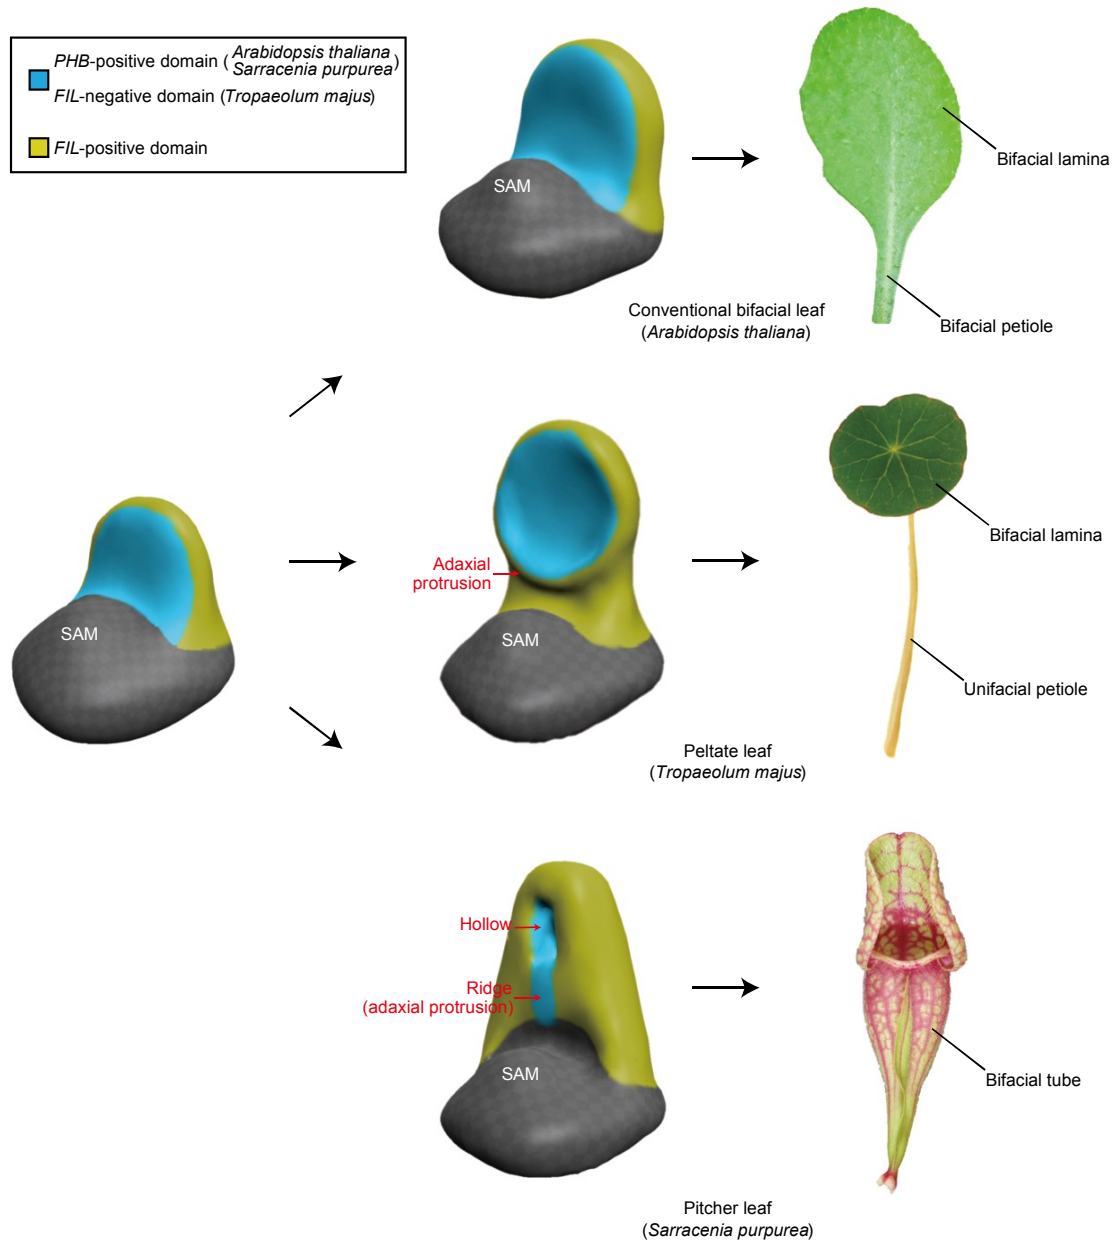 PHB-positive domain (Arabidopsis thaliana
Sarracenia purpurea)
FIL-negative domain (Tropaeolum majus)
FIL-positive domain
SAM
Bifacial lamina
Bifacial petiole
Conventional bifacial leaf
(Arabidopsis thaliana)
SAM
Adaxial
protrusion
SAM
Bifacial lamina
Unifacial petiole
Peltate leaf
(Tropaeolum majus)
Hollow
Ridge
(adaxial protrusion)
SAM
Bifacial tube
Pitcher leaf
(Sarracenia purpurea)